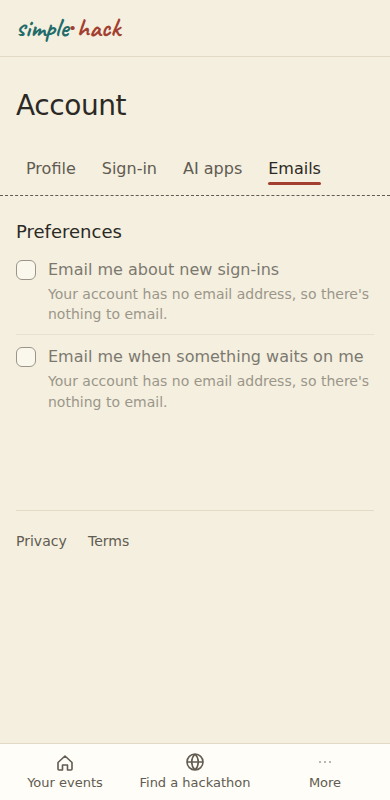 simple·hack
Account
Profile Sign-in AI apps Emails
Preferences
Email me about new sign-ins
Your account has no email address, so there's
nothing to email.
Email me when something waits on me
Your account has no email address, so there's
nothing to email.
Privacy Terms
Your events Find a hackathon More